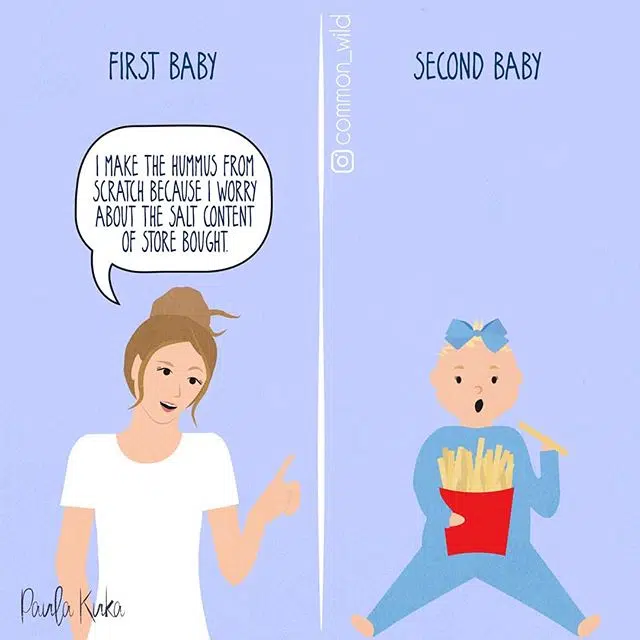 FIRST BABY
SECOND BABY
common_wild
I MAKE THE HUMMUS FROM
SCRATCH BECAUSE I WORRY
ABOUT THE SALT CONTENT
OF STORE BOUGHT.
Paula Kuka